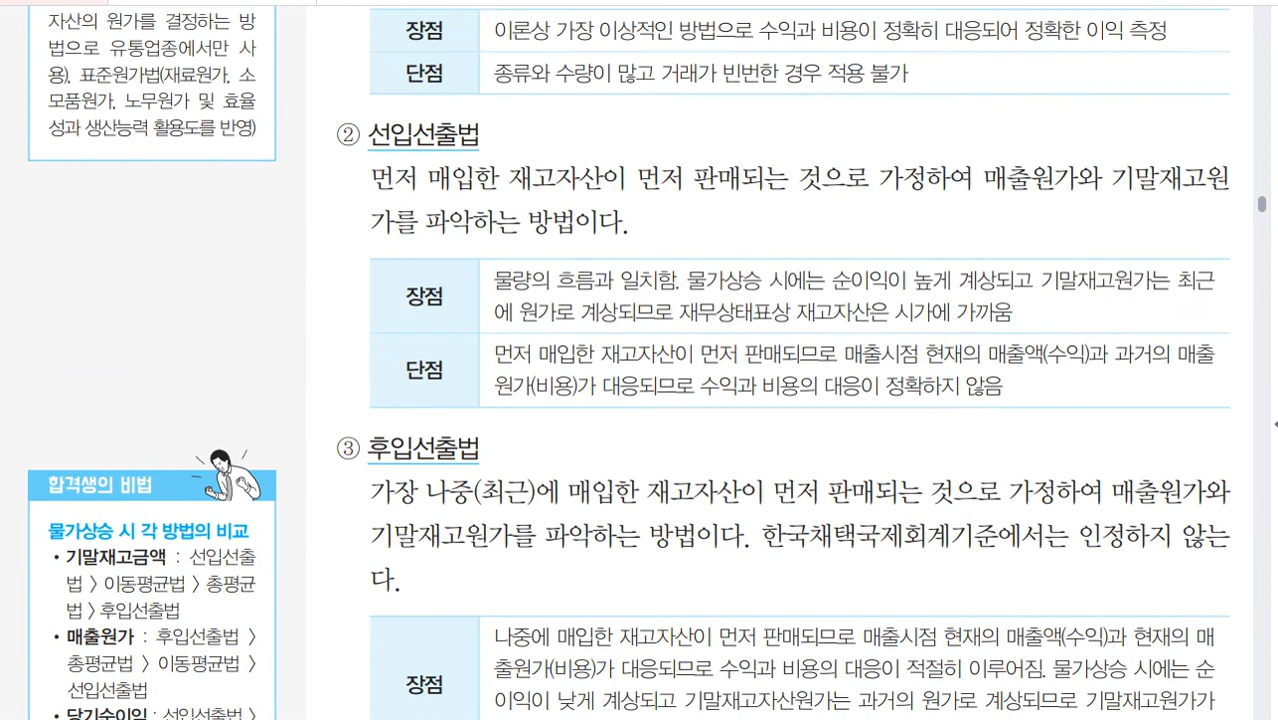 자산의 원가를 결정하는 방
법으로 유통업종에서만 사
용), 표준원가법(재료원가, 소
모품원가, 노무원가 및 효율
성과 생산능력 활용도를 반영)
장점 이론상 가장 이상적인 방법으로 수익과 비용이 정확히 대응되어 정확한 이익 측정
단점 종류와 수량이 많고 거래가 빈번한 경우 적용 불가
② 선입선출법
먼저 매입한 재고자산이 먼저 판매되는 것으로 가정하여 매출원가와 기말재고원
가를 파악하는 방법이다.
장점
물량의 흐름과 일치함. 물가상승 시에는 순이익이 높게 계상되고 기말재고원가는 최근
에 원가로 계상되므로 재무상태표상 재고자산은 시가에 가까움
단점
먼저 매입한 재고자산이 먼저 판매되므로 매출시점 현재의 매출액(수익)과 과거의 매출
원가(비용)가 대응되므로 수익과 비용의 대응이 정확하지 않음
③ 후입선출법
가장 나중(최근)에 매입한 재고자산이 먼저 판매되는 것으로 가정하여 매출원가와
기말재고원가를 파악하는 방법이다. 한국채택국제회계기준에서는 인정하지 않는
다.
장점
나중에 매입한 재고자산이 먼저 판매되므로 매출시점 현재의 매출액(수익)과 현재의 매
출원가(비용)가 대응되므로 수익과 비용의 대응이 적절히 이루어짐. 물가상승 시에는 순
이익이 낮게 계상되고 기말재고자산원가는 과거의 원가로 계상되므로 기말재고원가가
합격생의 비법
물가상승 시 각 방법의 비교
• 기말재고금액 : 선입선출
법 > 이동평균법 > 총평균
법 > 후입선출법
• 매출원가 : 후입선출법 >
총평균법 > 이동평균법 >
선입선출법
• 당기순이익 : 선입선출법 >